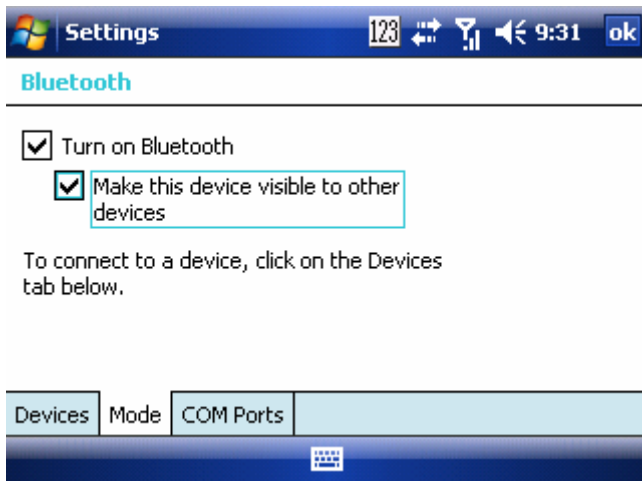 Settings 123 9:31 ok
Bluetooth
Turn on Bluetooth
Make this device visible to other
devices
To connect to a device, click on the Devices
tab below.
Devices Mode COM Ports